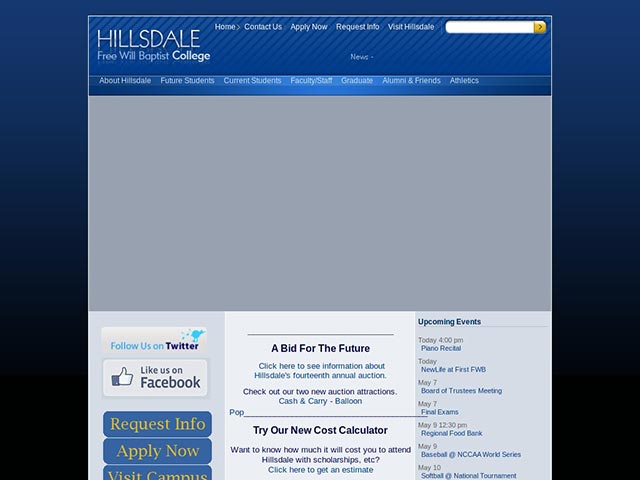 HILLSDALE
Free Will Baptist College
Home > Contact Us Apply Now Request Info Visit Hillsdale
News -
About Hillsdale Future Students Current Students Faculty/Staff Graduate Alumni & Friends Athletics
Follow Us on Twitter
Like us on
Facebook
Request Info
Apply Now
Visit Campus
A Bid For The Future
Click here to see information about
Hillsdale's fourteenth annual auction.
Check out our two new auction attractions.
Cash & Carry - Balloon
Pop
Try Our New Cost Calculator
Want to know how much it will cost you to attend
Hillsdale with scholarships, etc?
Click here to get an estimate
Upcoming Events
Today 4:00 pm
Piano Recital
Today
NewLife at First FWB
May 7
Board of Trustees Meeting
May 7
Final Exams
May 9 12:30 pm
Regional Food Bank
May 9
Baseball @ NCCAA World Series
May 10
Softball @ National Tournament